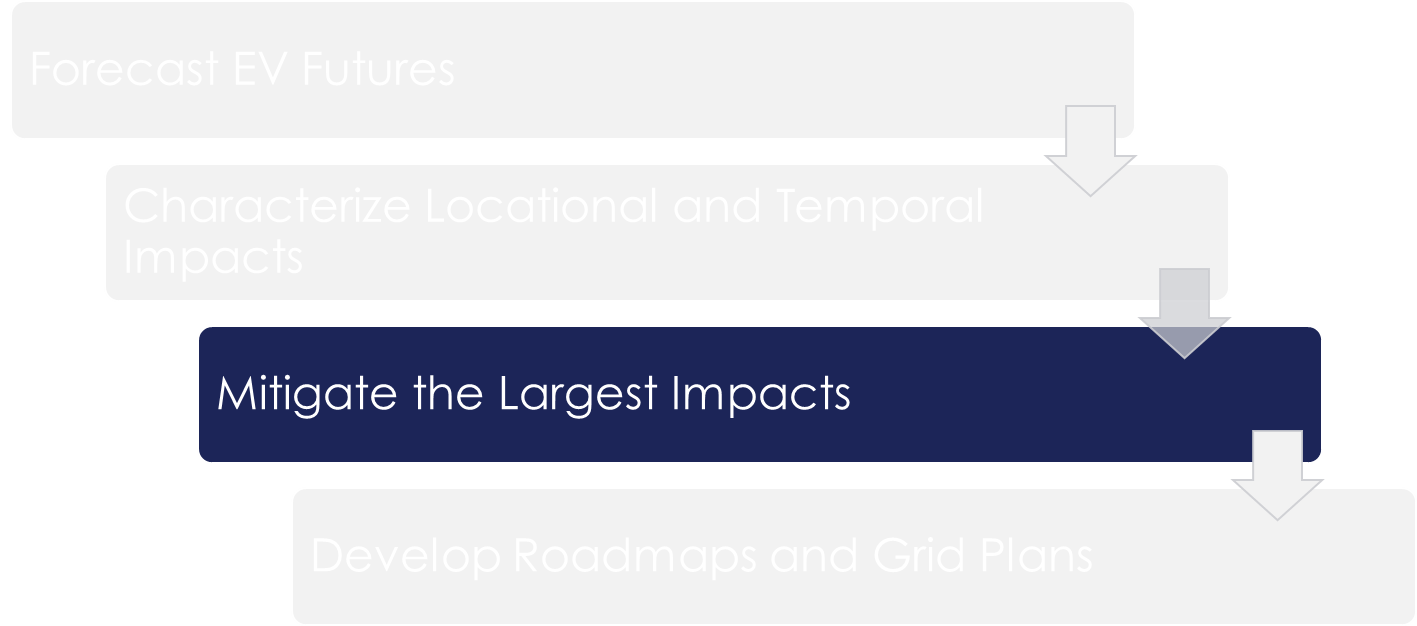 Forecast EV Futures
Characterize Locational and Temporal
Impacts
Mitigate the Largest Impacts
Develop Roadmaps and Grid Plans